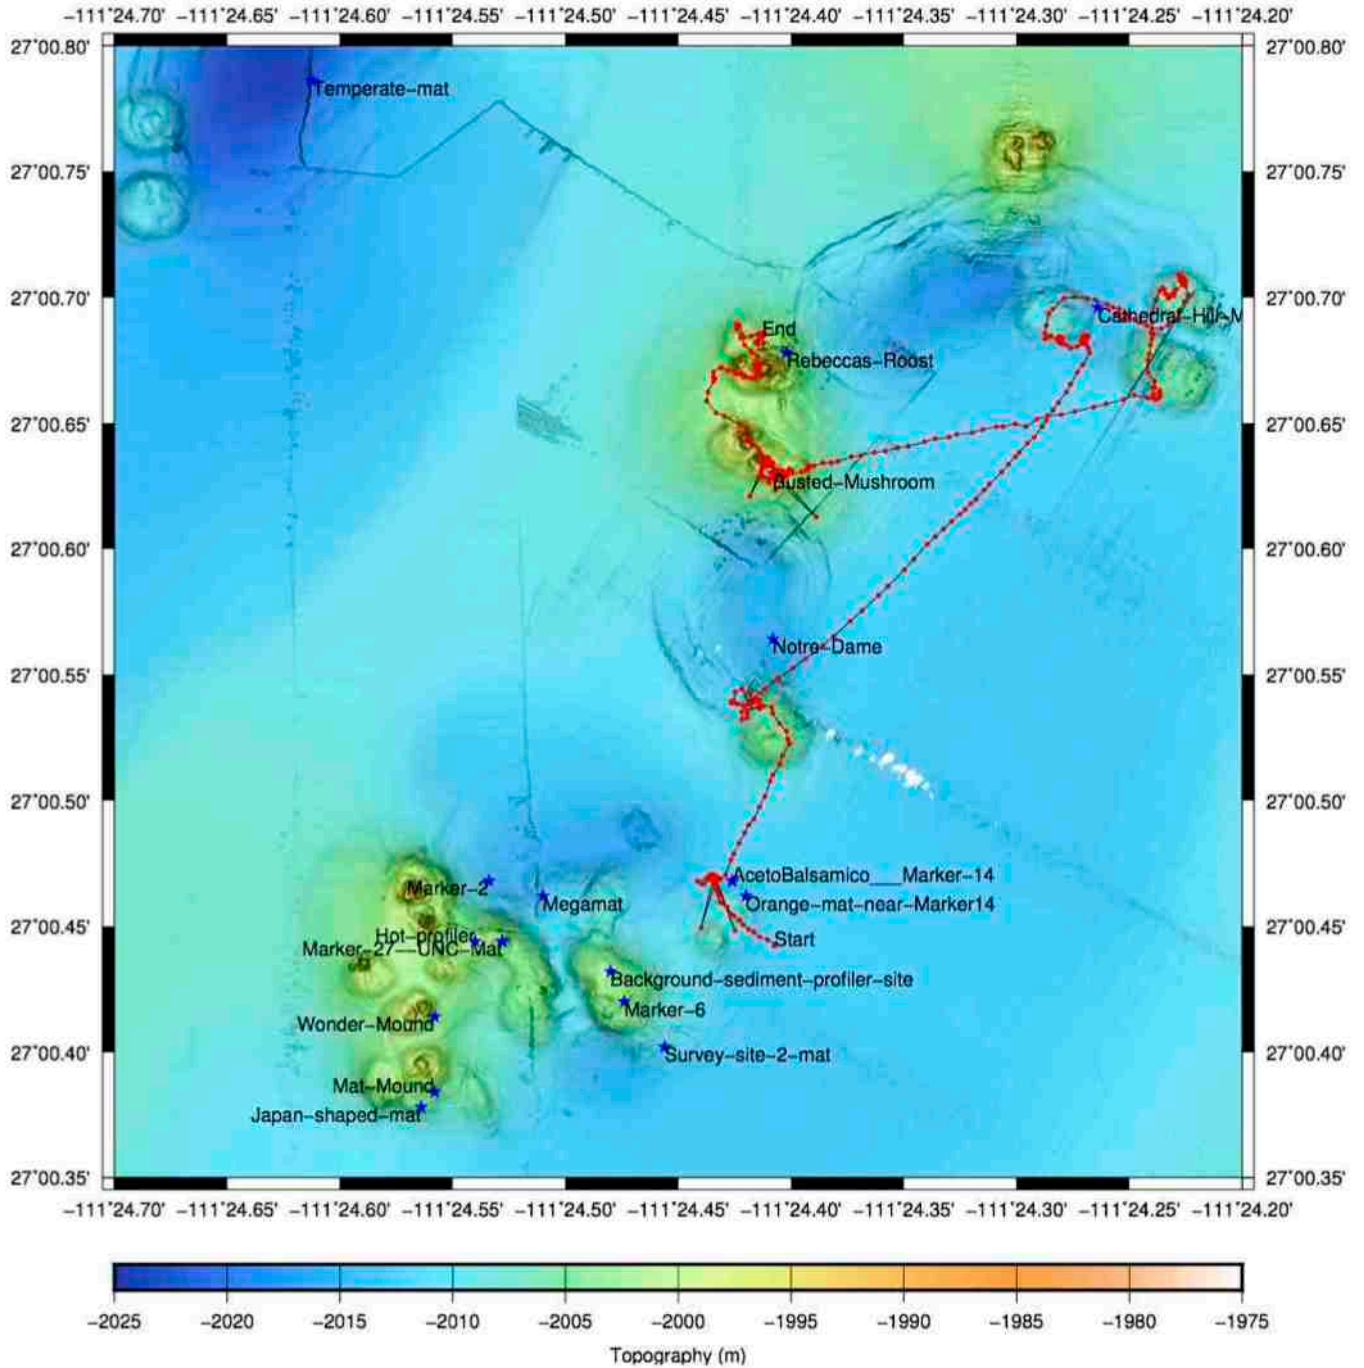 −111˚24.70' −111˚24.65' −111˚24.60' −111˚24.55' −111˚24.50' −111˚24.45' −111˚24.40' −111˚24.35' −111˚24.30' −111˚24.25' −111˚24.20'
27˚00.80' 27˚00.80'
Temperate−mat
27˚00.75' 27˚00.75'
27˚00.70' 27˚00.70'
Cathedral−Hill−M
End
Rebeccas−Roost
27˚00.65' 27˚00.65'
Busted−Mushroom
27˚00.60' 27˚00.60'
Notre−Dame
27˚00.55' 27˚00.55'
27˚00.50' 27˚00.50'
AcetoBalsamico___Marker−14
Marker−2
Megamat
Orange−mat−near−Marker14
27˚00.45' 27˚00.45'
Hot−profiler
Start
Marker−27−−UNC−Mat
Background−sediment−profiler−site
Marker−6
Wonder−Mound
27˚00.40' 27˚00.40'
Survey−site−2−mat
Mat−Mound
Japan−shaped−mat
27˚00.35' 27˚00.35'
−111˚24.70' −111˚24.65' −111˚24.60' −111˚24.55' −111˚24.50' −111˚24.45' −111˚24.40' −111˚24.35' −111˚24.30' −111˚24.25' −111˚24.20'
−2025 −2020 −2015 −2010 −2005 −2000 −1995 −1990 −1985 −1980 −1975
Topography (m)